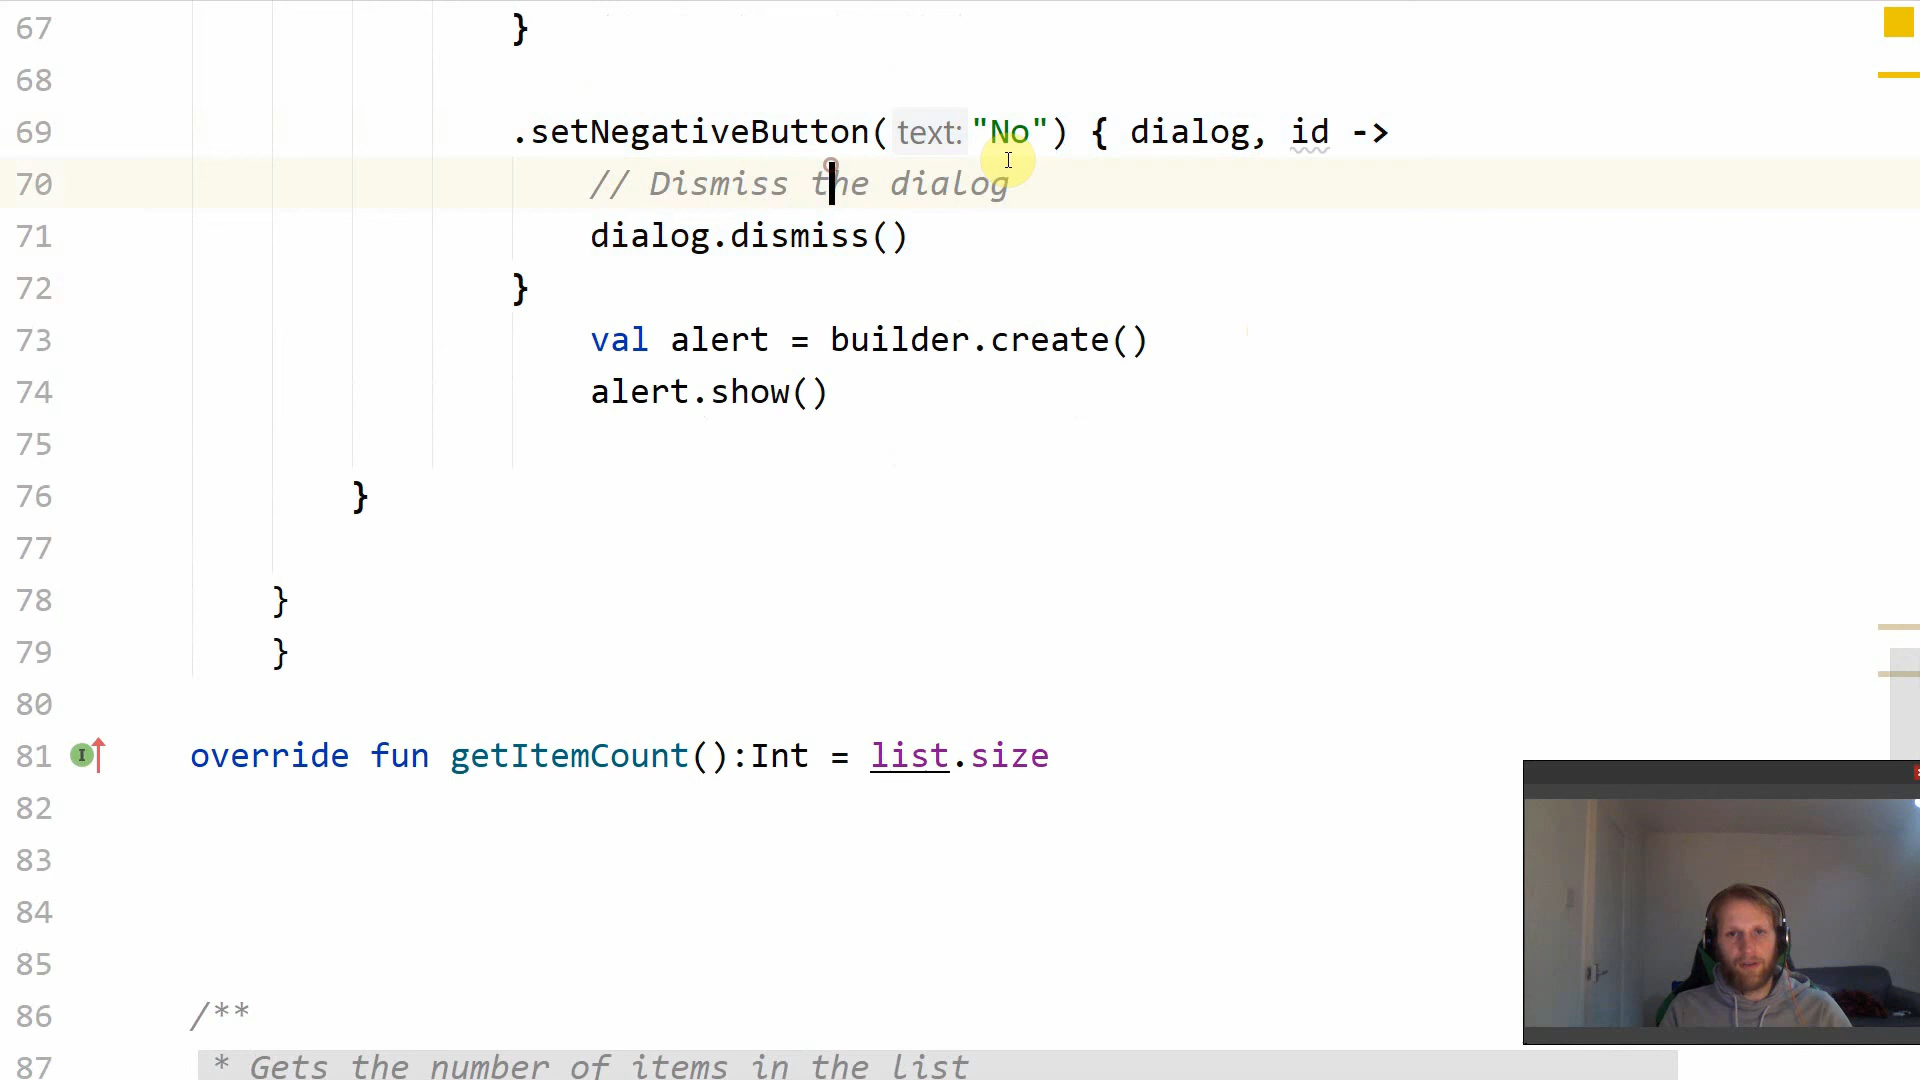 67 }
68
69 .setNegativeButton( text: "No") { dialog, id ->
70 // Dismiss the dialog
71 dialog.dismiss()
72 }
73 val alert = builder.create()
74 alert.show()
75
76 }
77
78 }
79 }
80
81 I override fun getItemCount():Int = list.size
82
83
84
85
86 /**
87 * Gets the number of items in the list